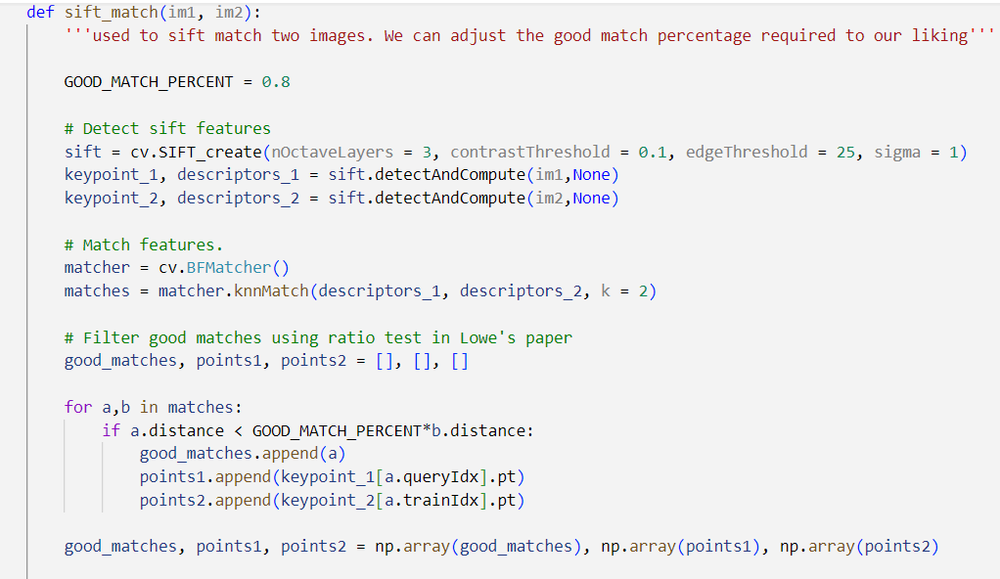 def sift_match(im1, im2):
    '''used to sift match two images. We can adjust the good match percentage required to our liking'''
    GOOD_MATCH_PERCENT = 0.8
    # Detect sift features
    sift = cv.SIFT_create(nOctaveLayers = 3, contrastThreshold = 0.1, edgeThreshold = 25, sigma = 1)
    keypoint_1, descriptors_1 = sift.detectAndCompute(im1,None)
    keypoint_2, descriptors_2 = sift.detectAndCompute(im2,None)
    # Match features.
    matcher = cv.BFMatcher()
    matches = matcher.knnMatch(descriptors_1, descriptors_2, k = 2)
    # Filter good matches using ratio test in Lowe's paper
    good_matches, points1, points2 = [], [], []
    for a,b in matches:
        if a.distance < GOOD_MATCH_PERCENT*b.distance:
            good_matches.append(a)
            points1.append(keypoint_1[a.queryIdx].pt)
            points2.append(keypoint_2[a.trainIdx].pt)
    good_matches, points1, points2 = np.array(good_matches), np.array(points1), np.array(points2)